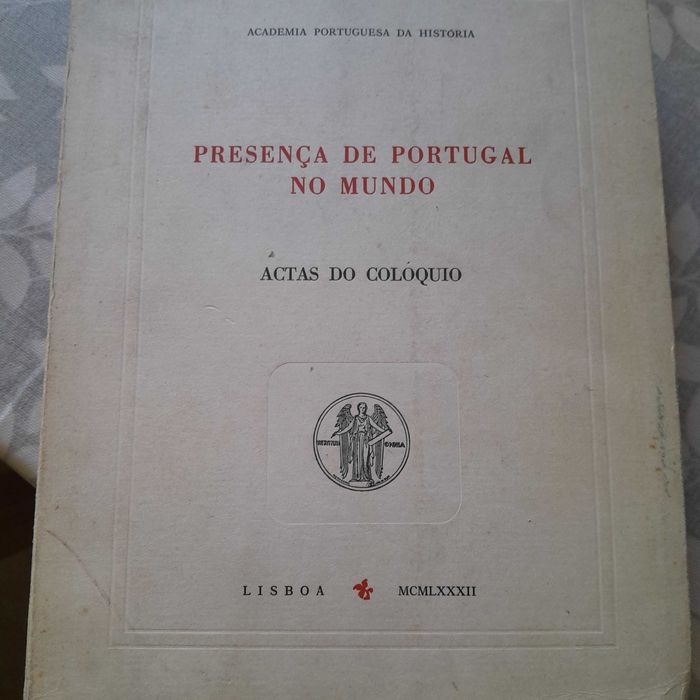 ACADEMIA PORTUGUESA DA HISTÓRIA
PRESENÇA DE PORTUGAL
NO MUNDO
ACTAS DO COLÓQUIO
LISBOA MCMLXXXII